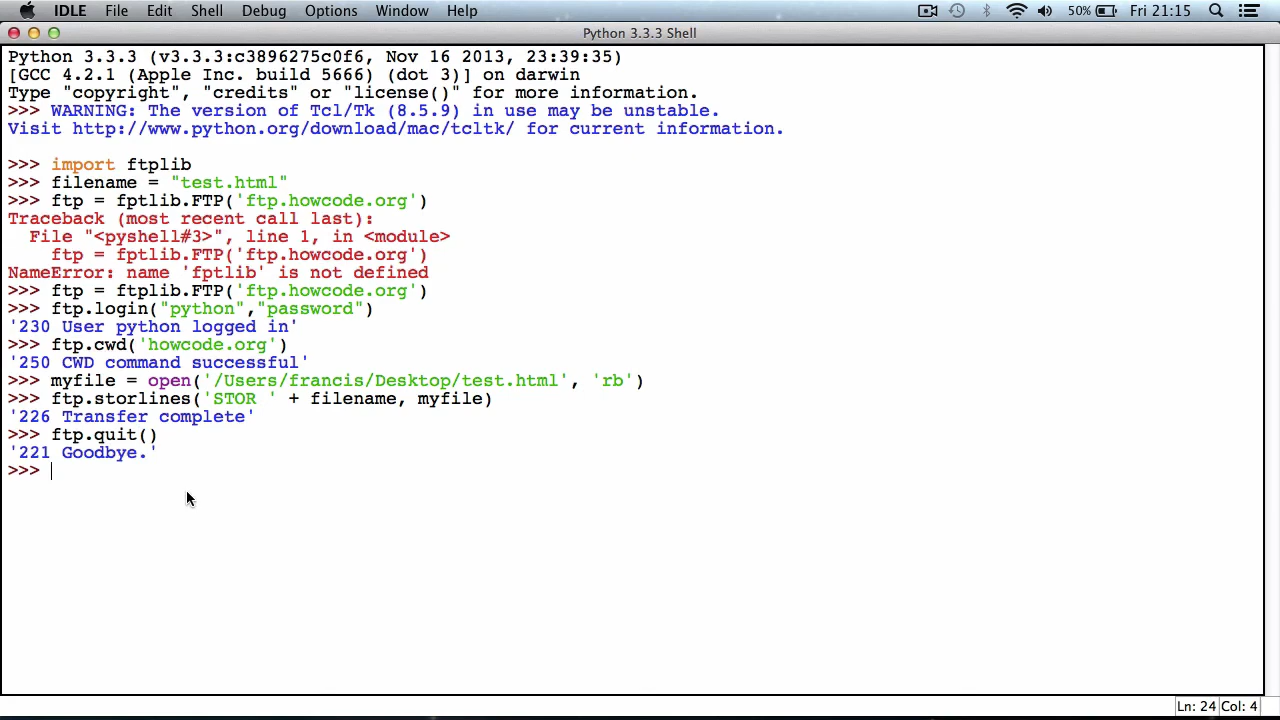 IDLE File Edit Shell Debug Options Window Help 50% Fri 21:15
Python 3.3.3 Shell
Python 3.3.3 (v3.3.3:c3896275c0f6, Nov 16 2013, 23:39:35)
[GCC 4.2.1 (Apple Inc. build 5666) (dot 3)] on darwin
Type "copyright", "credits" or "license()" for more information.
>>> WARNING: The version of Tcl/Tk (8.5.9) in use may be unstable.
Visit http://www.python.org/download/mac/tcltk/ for current information.
>>> import ftplib
>>> filename = "test.html"
>>> ftp = fptlib.FTP('ftp.howcode.org')
Traceback (most recent call last):
  File "<pyshell#3>", line 1, in <module>
    ftp = fptlib.FTP('ftp.howcode.org')
NameError: name 'fptlib' is not defined
>>> ftp = ftplib.FTP('ftp.howcode.org')
>>> ftp.login("python","password")
'230 User python logged in'
>>> ftp.cwd('howcode.org')
'250 CWD command successful'
>>> myfile = open('/Users/francis/Desktop/test.html', 'rb')
>>> ftp.storlines('STOR ' + filename, myfile)
'226 Transfer complete'
>>> ftp.quit()
'221 Goodbye.'
>>>
Ln: 24 Col: 4